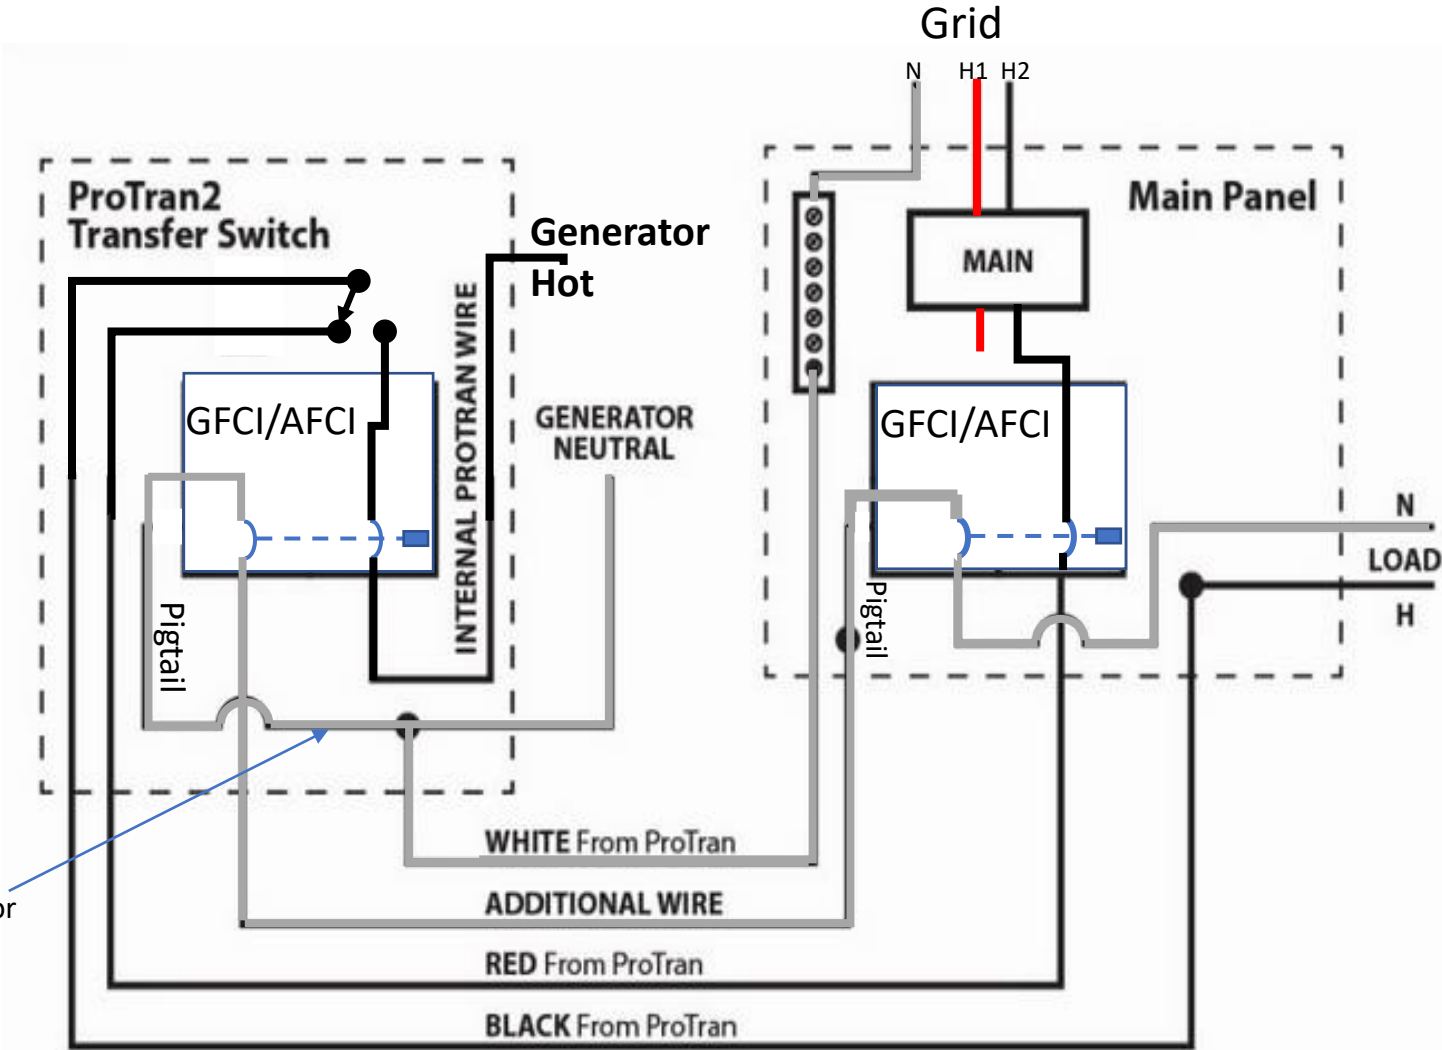 Grid
N H1 H2
ProTran2
Transfer Switch
Main Panel
Generator
Hot
MAIN
INTERNAL PROTRAN WIRE
GFCI/AFCI
GENERATOR
NEUTRAL
GFCI/AFCI
N
LOAD
H
Pigtail
Pigtail
WHITE From ProTran
ADDITIONAL WIRE
or
RED From ProTran
BLACK From ProTran